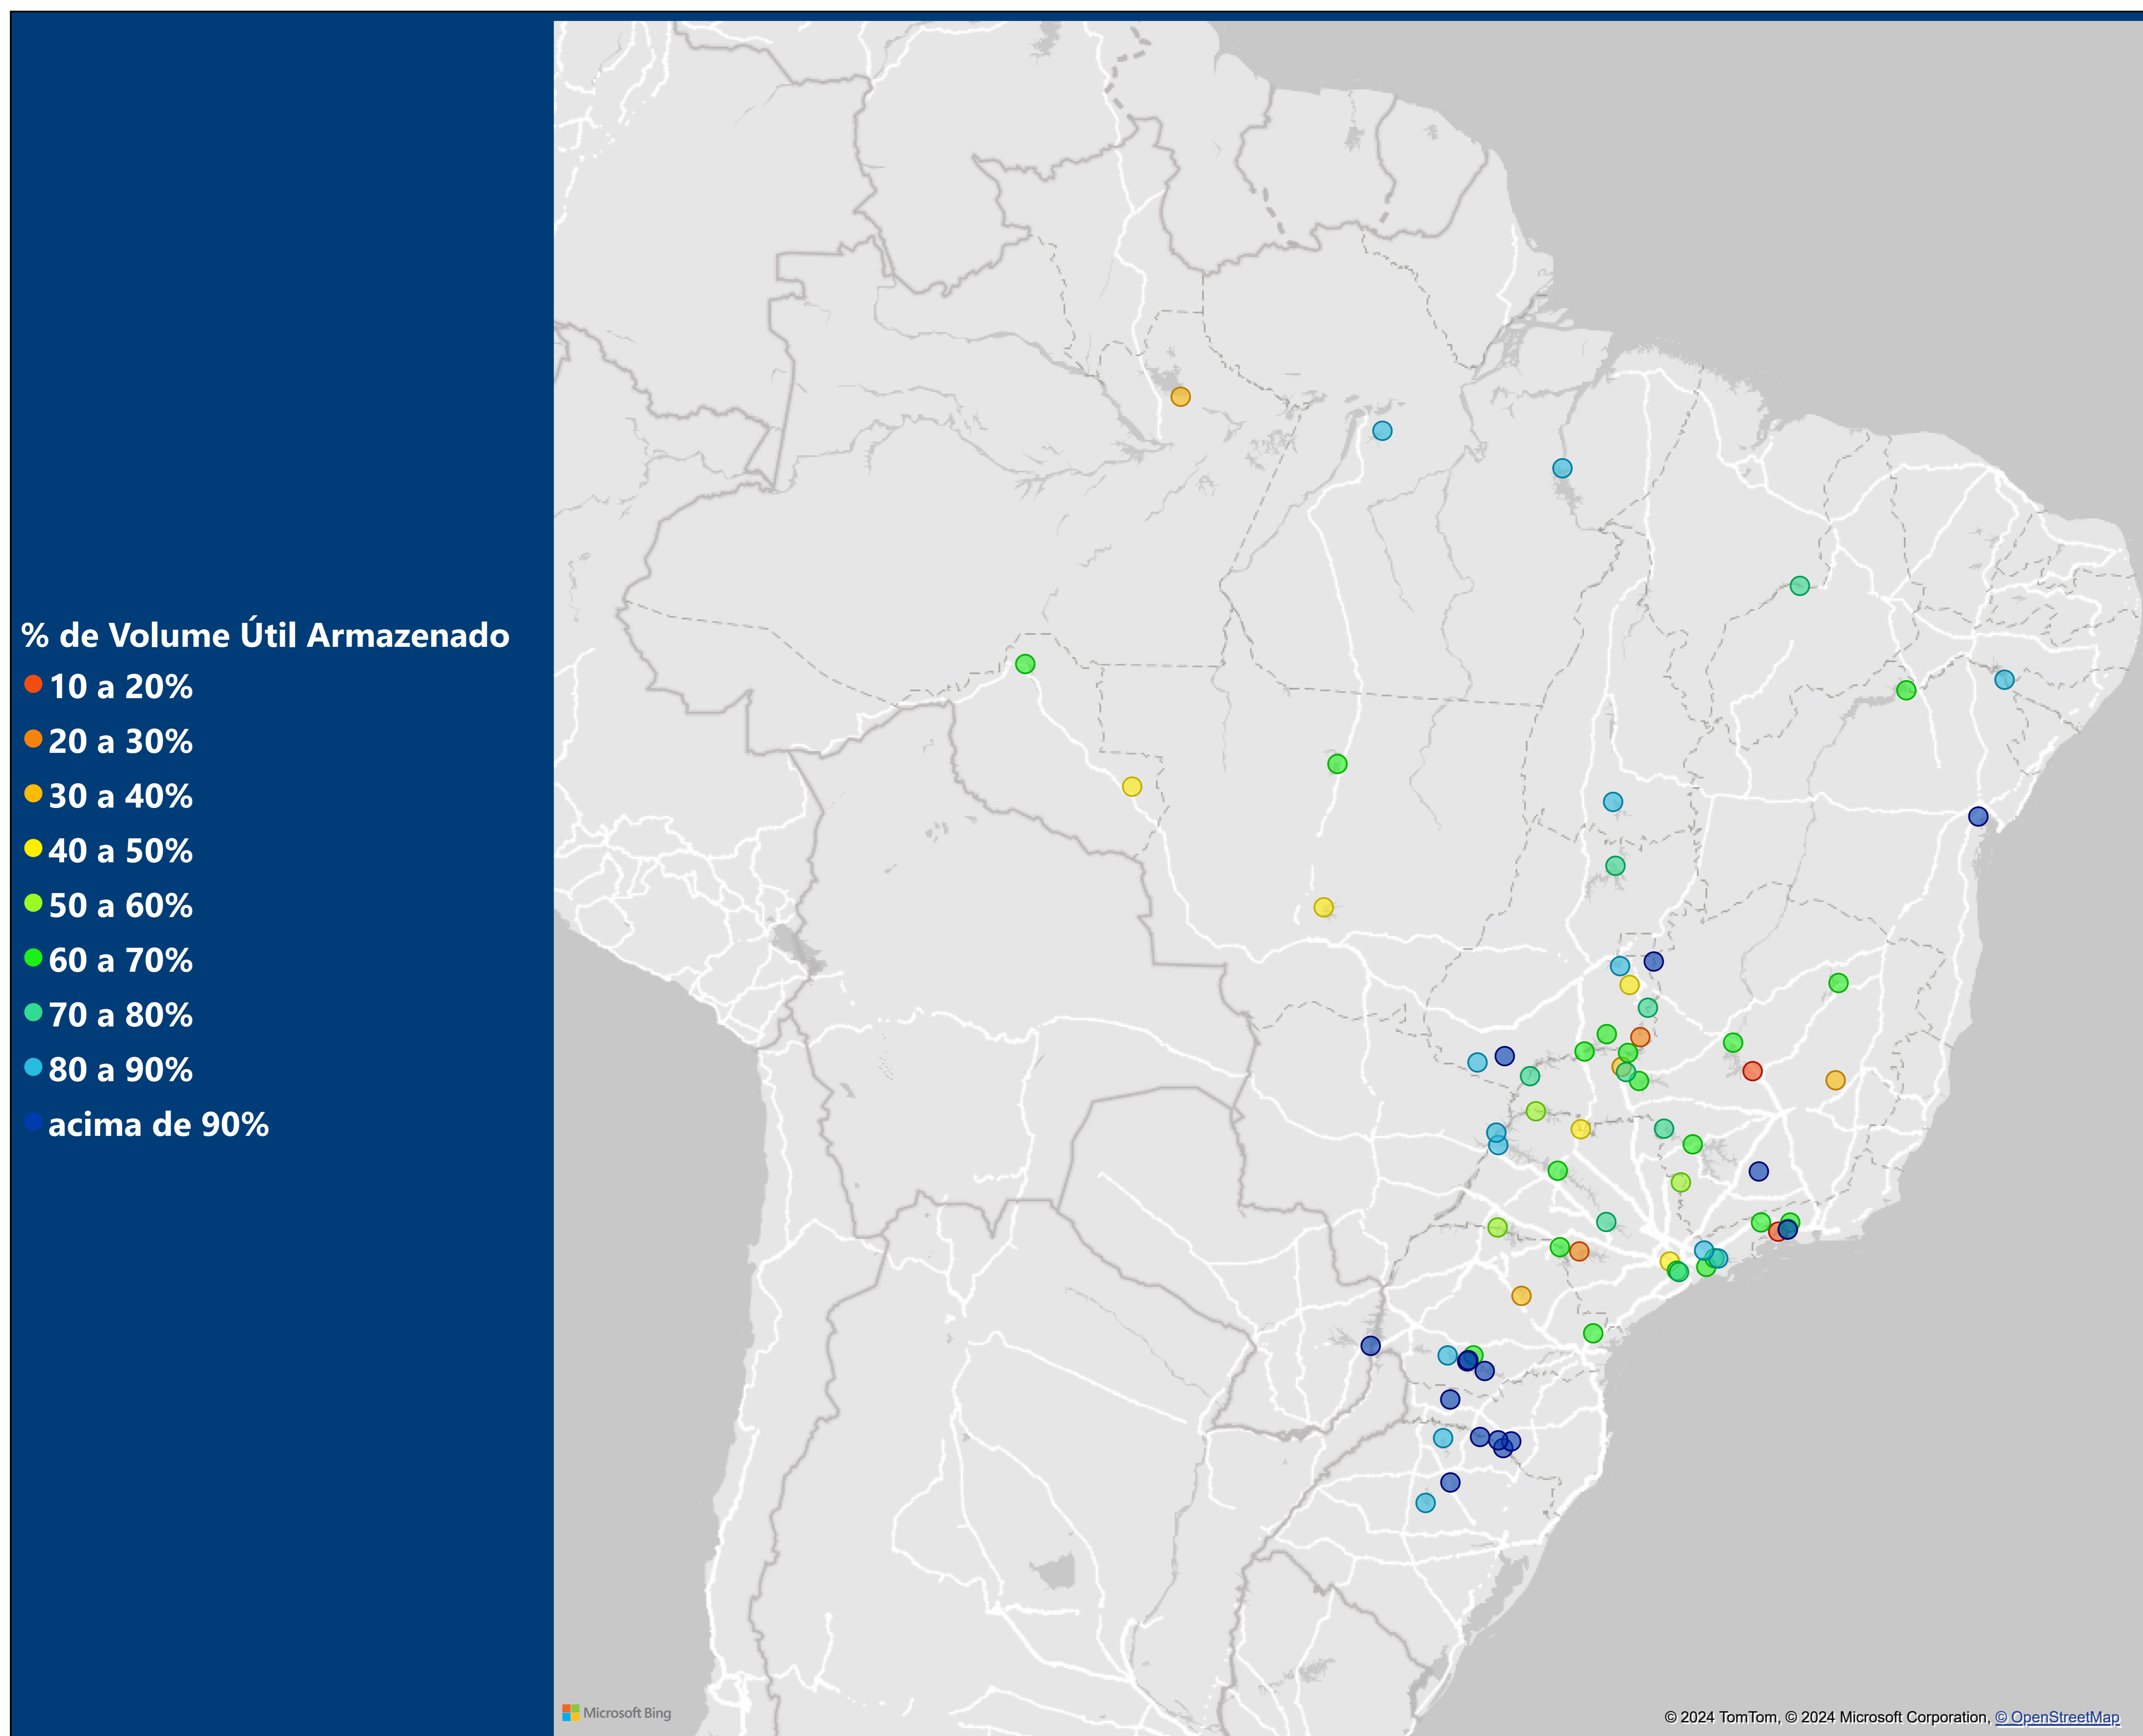 % de Volume Útil Armazenado
10 a 20%
20 a 30%
30 a 40%
40 a 50%
50 a 60%
60 a 70%
70 a 80%
80 a 90%
acima de 90%
Microsoft Bing
© 2024 TomTom, © 2024 Microsoft Corporation, © OpenStreetMap